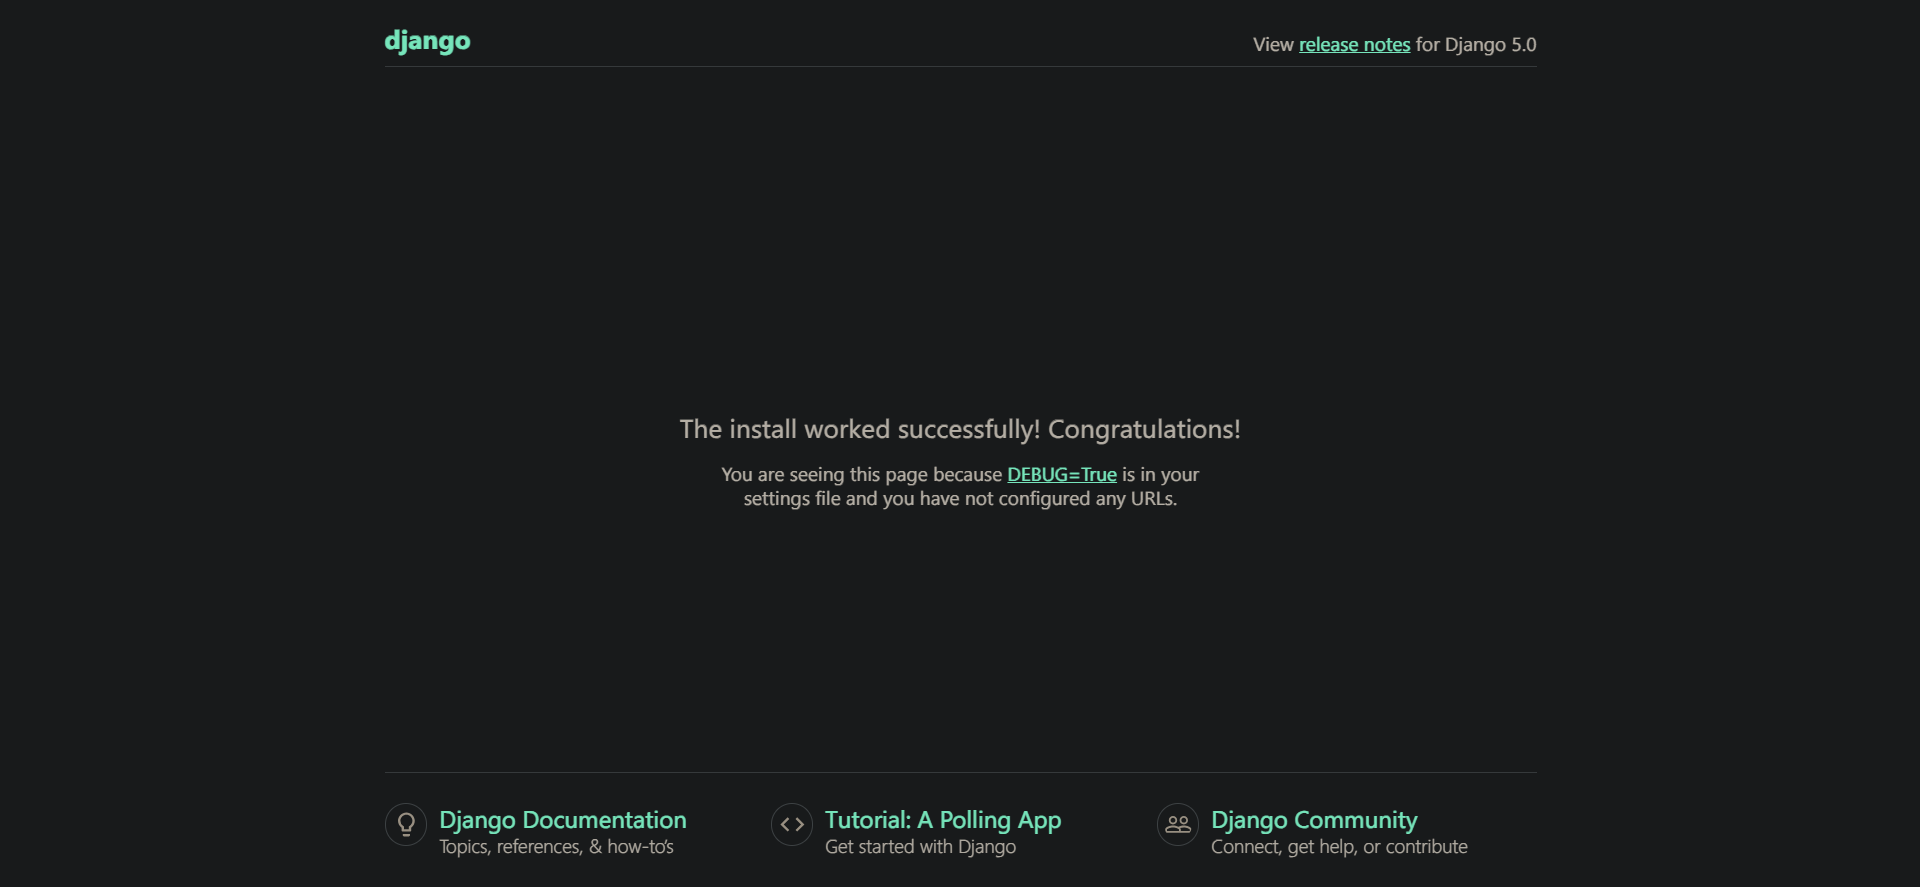 django
View release notes for Django 5.0
The install worked successfully! Congratulations!
You are seeing this page because DEBUG=True is in your
settings file and you have not configured any URLs.
Django Documentation
Topics, references, & how-to’s
Tutorial: A Polling App
Get started with Django
Django Community
Connect, get help, or contribute